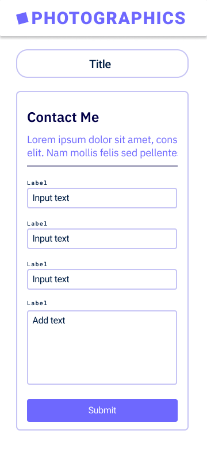 PHOTOGRAPHICS
Title
Contact Me
Lorem ipsum dolor sit amet, cons
elit. Nam mollis felis sed pellente
Label
Input text
Label
Input text
Label
Input text
Label
Add text
Submit